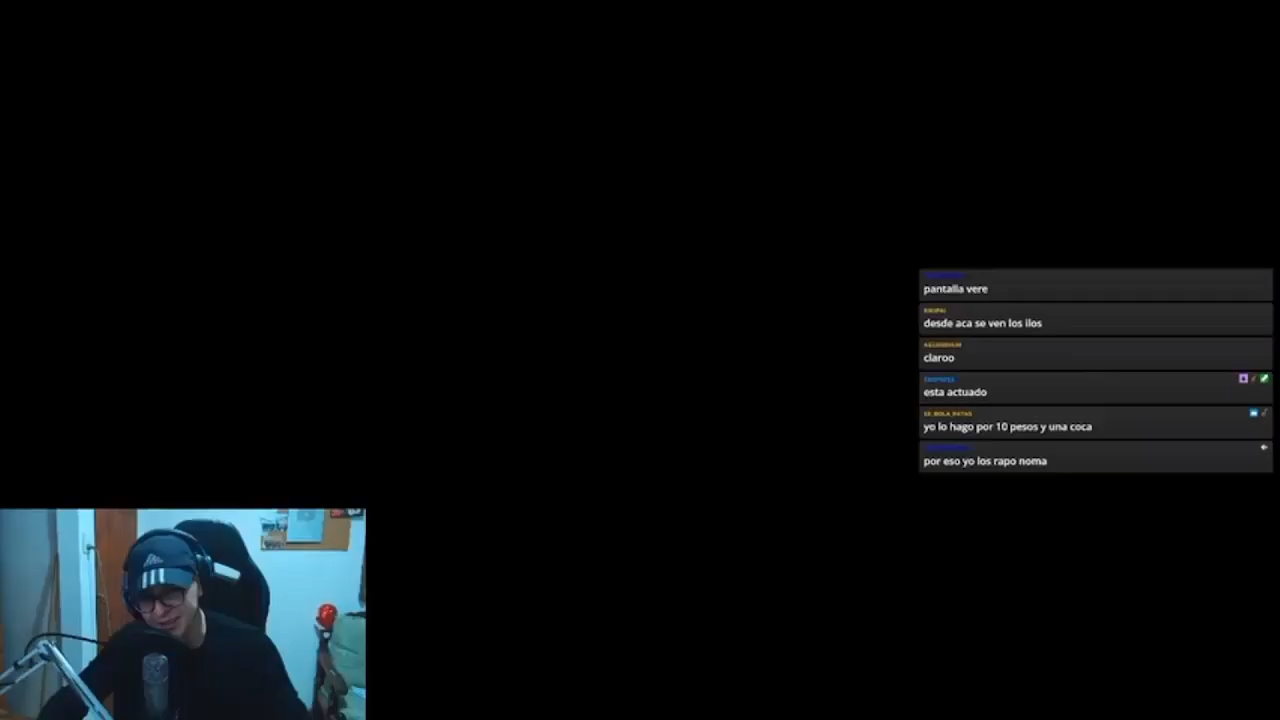 pantalla vere
desde aca se ven los ilos
claroo
esta actuado
yo lo hago por 10 pesos y una coca
por eso yo los rapo noma